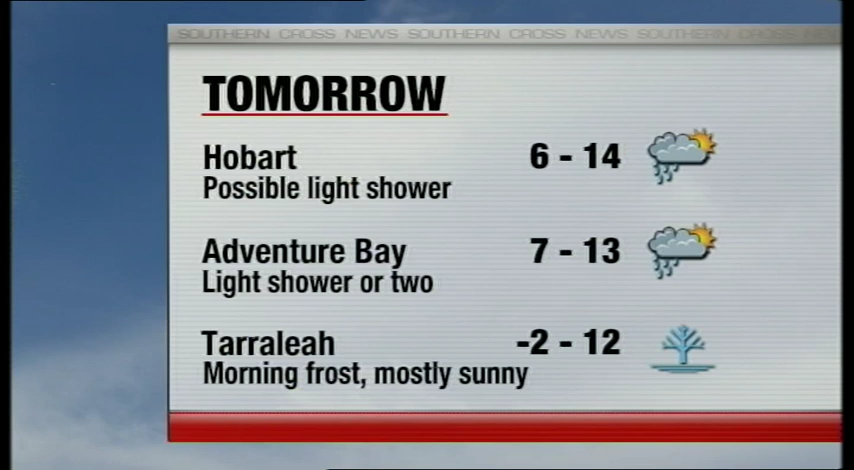 SOUTHERN CROSS NEWS SOUTHERN CROSS NEWS SOUTHERN CROSS NEWS
TOMORROW
Hobart 6 - 14
Possible light shower
Adventure Bay 7 - 13
Light shower or two
Tarraleah -2 - 12
Morning frost, mostly sunny